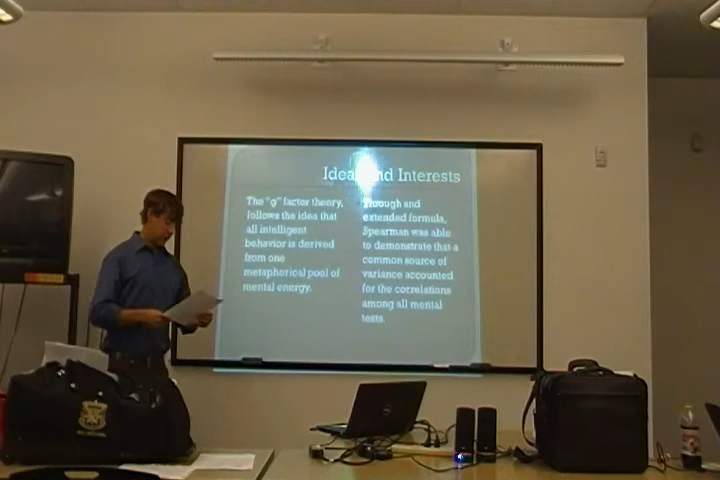 Ideas and Interests
The "g" factor theory,
follows the idea that
all intelligent
behavior is derived
from one
metaphorical pool of
mental energy.
Through and
extended formula,
Spearman was able
to demonstrate that a
common source of
variance accounted
for the correlations
among all mental
tests.